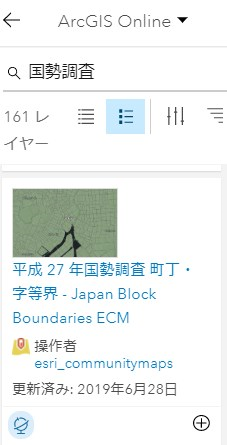 ArcGIS Online
国勢調査
161 レ
イヤー
平成 27 年国勢調査 町丁・
字等界 - Japan Block
Boundaries ECM
操作者
esri_communitymaps
更新済み: 2019年6月28日